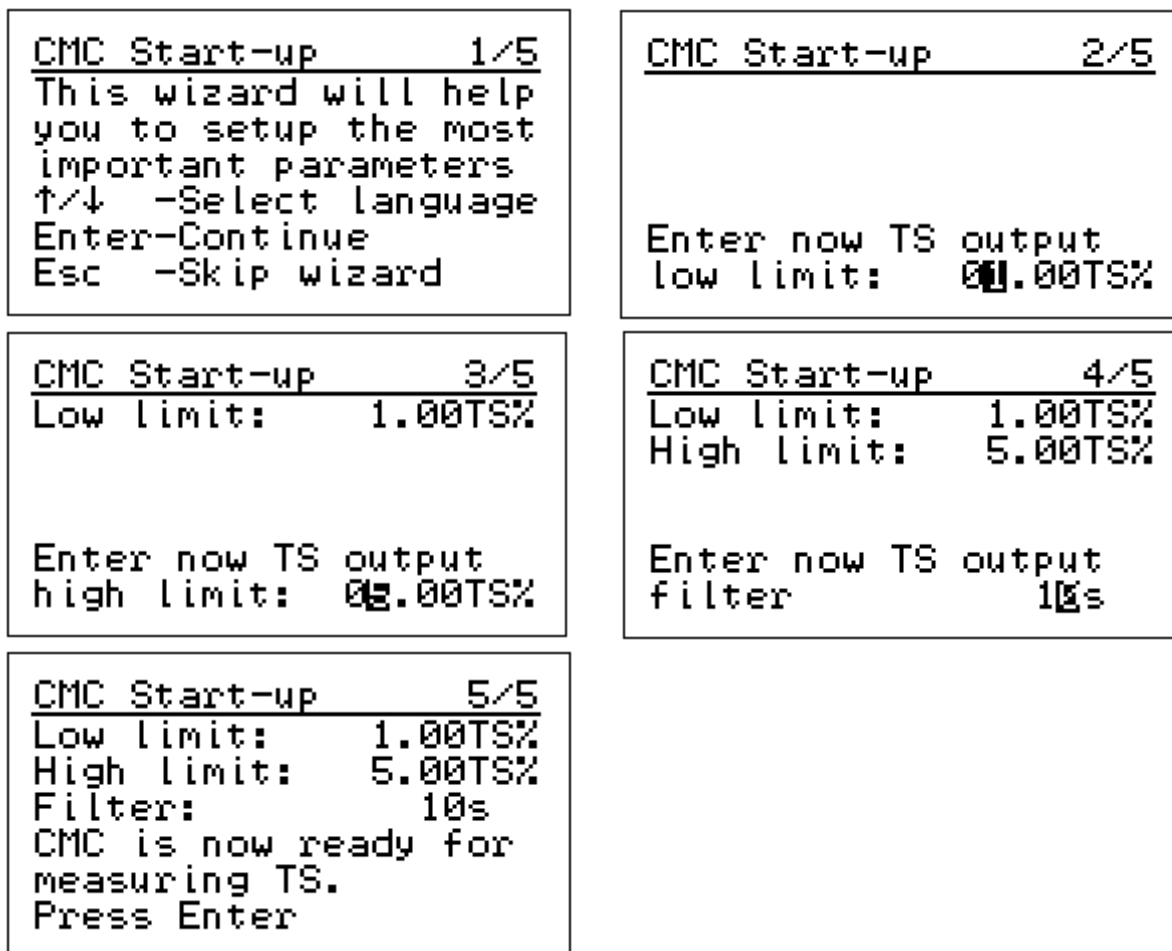 CMC Start-up 1/5
This wizard will help
you to setup the most
important parameters
↑/↓ -Select language
Enter-Continue
Esc -Skip wizard
CMC Start-up 2/5
Enter now TS output
low limit: 01.00TS%
CMC Start-up 3/5
Low limit: 1.00TS%
Enter now TS output
high limit: 05.00TS%
CMC Start-up 4/5
Low limit: 1.00TS%
High limit: 5.00TS%
Enter now TS output
filter 10s
CMC Start-up 5/5
Low limit: 1.00TS%
High limit: 5.00TS%
Filter: 10s
CMC is now ready for
measuring TS.
Press Enter